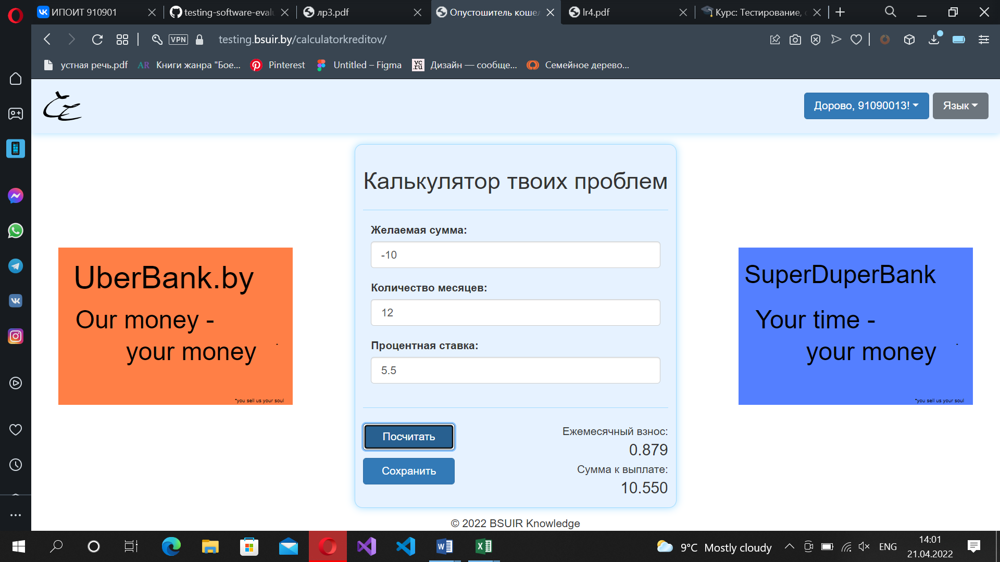 ИПОИТ 910901
testing-software-evalu
лр3.pdf
Опустошитель коше
lr4.pdf
Курс: Тестирование, о
VPN
testing.bsuir.by/calculatorkreditov/
устная речь.pdf
AR
Книги жанра "Бое...
Pinterest
Untitled – Figma
vc.ru
Дизайн — сообще...
Семейное дерево...
Дорово, 91090013!
Язык
Калькулятор твоих проблем
Желаемая сумма:
-10
Количество месяцев:
12
Процентная ставка:
5.5
Посчитать
Сохранить
Ежемесячный взнос:
0.879
Сумма к выплате:
10.550
UberBank.by
Our money -
your money
*you sell us your soul
SuperDuperBank
Your time -
your money
*you sell us your soul
© 2022 BSUIR Knowledge
9°C Mostly cloudy
ENG
14:01
21.04.2022